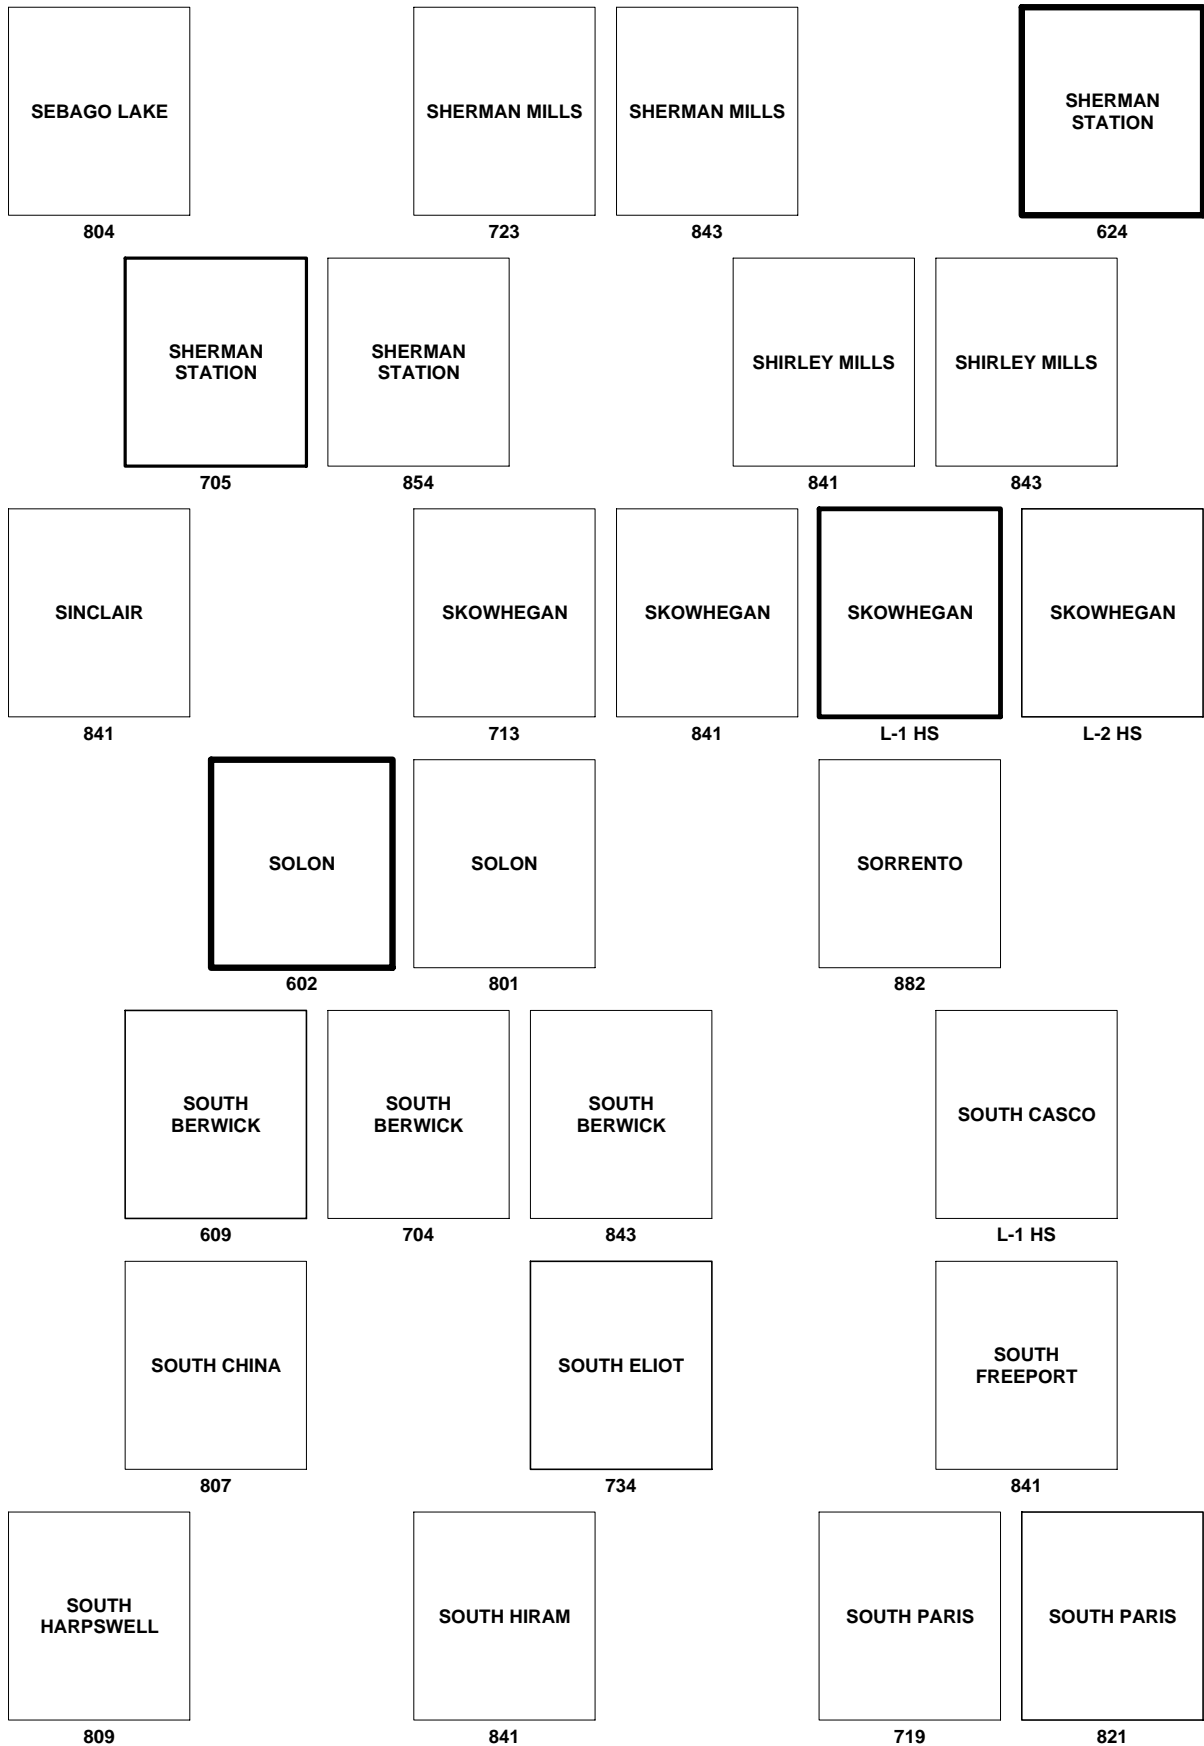 SEBAGO LAKE
804
SHERMAN MILLS
723
SHERMAN MILLS
843
SHERMAN
STATION
624
SHERMAN
STATION
705
SHERMAN
STATION
854
SHIRLEY MILLS
841
SHIRLEY MILLS
843
SINCLAIR
841
SKOWHEGAN
713
SKOWHEGAN
841
SKOWHEGAN
L-1 HS
SKOWHEGAN
L-2 HS
SOLON
602
SOLON
801
SORRENTO
882
SOUTH
BERWICK
609
SOUTH
BERWICK
704
SOUTH
BERWICK
843
SOUTH CASCO
L-1 HS
SOUTH CHINA
807
SOUTH ELIOT
734
SOUTH
FREEPORT
841
SOUTH
HARPSWELL
809
SOUTH HIRAM
841
SOUTH PARIS
719
SOUTH PARIS
821